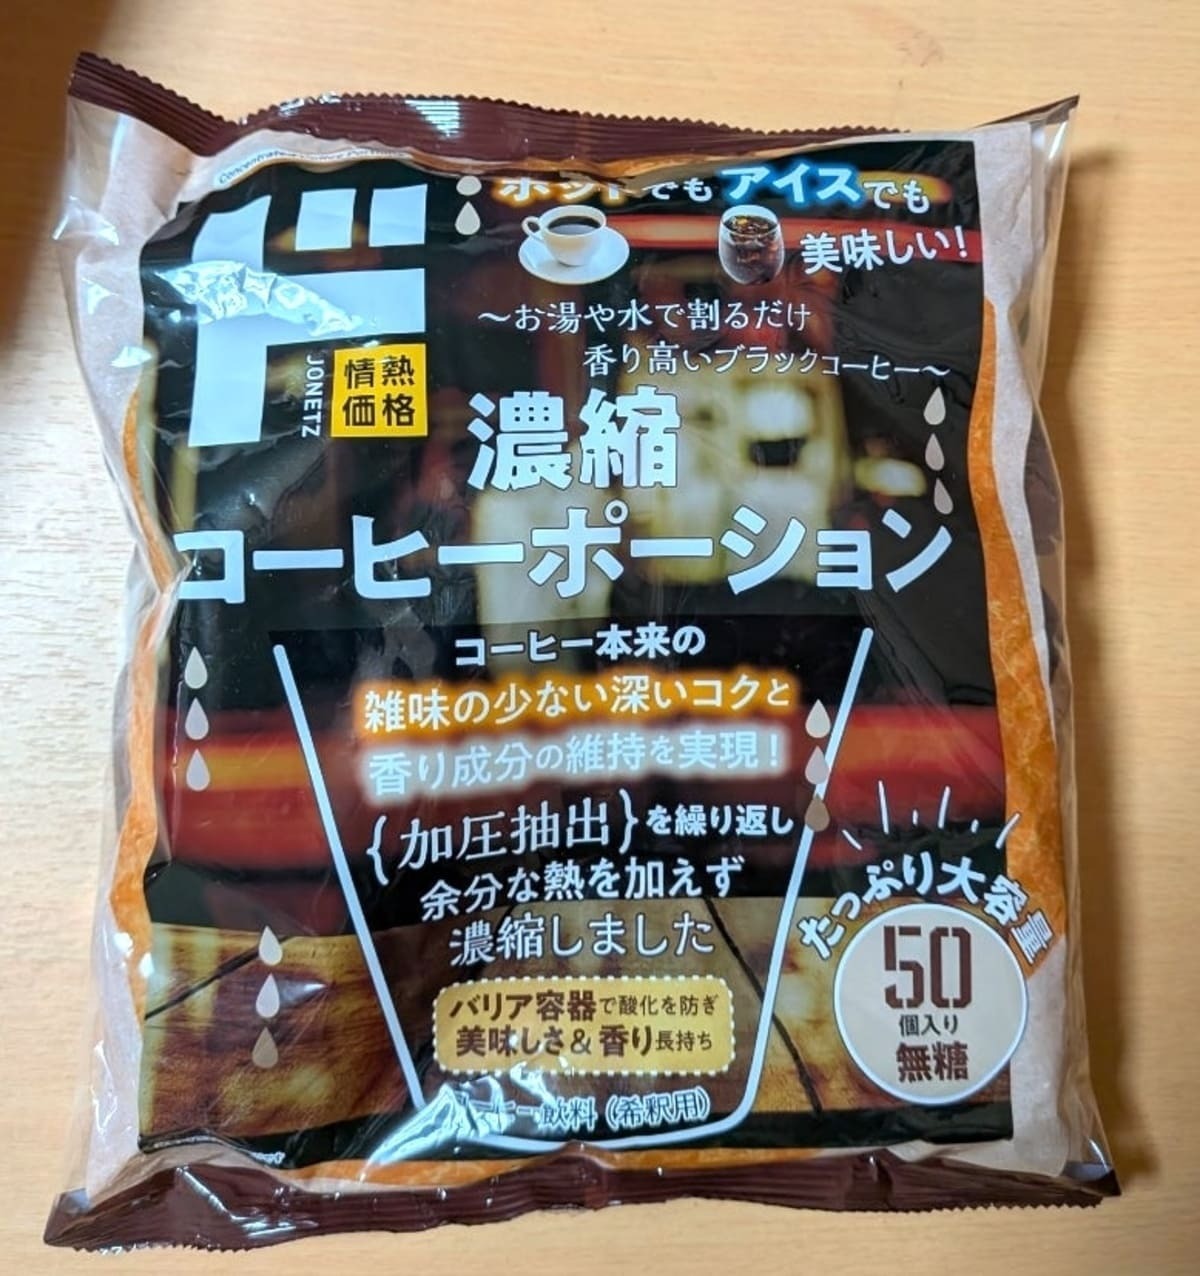 Concentrated Coffee Portion
ホットでもアイスでも
美味しい!
ド
JONETZ
情熱
価格
〜お湯や水で割るだけ
香り高いブラックコーヒー〜
濃縮
コーヒーポーション
コーヒー本来の
雑味の少ない深いコクと
香り成分の維持を実現!
{加圧抽出}を繰り返し
余分な熱を加えず
濃縮しました
たっぷり大容量
50
個入り
無糖
バリア容器で酸化を防ぎ
美味しさ&香り長持ち
コーヒー飲料(希釈用)